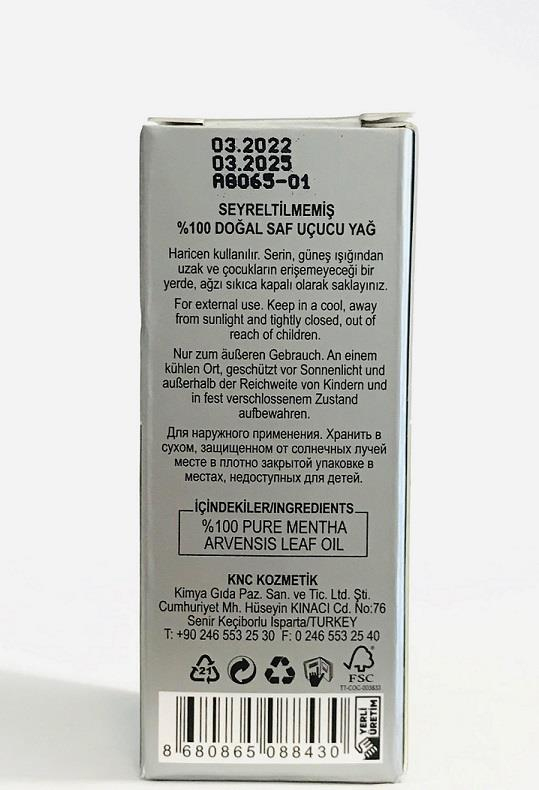 03.2022
03.2025
A8065-01
SEYRELTİLMEMİŞ
%100 DOĞAL SAF UÇUCU YAĞ
Haricen kullanılır. Serin, güneş ışığından
uzak ve çocukların erişemeyeceği bir
yerde, ağzı sıkıca kapalı olarak saklayınız.
For external use. Keep in a cool, away
from sunlight and tightly closed, out of
reach of children.
Nur zum äußeren Gebrauch. An einem
kühlen Ort, geschützt vor Sonnenlicht und
außerhalb der Reichweite von Kindern und
in fest verschlossenem Zustand
aufbewahren.
Для наружного применения. Хранить в
сухом, защищенном от солнечных лучей
месте в плотно закрытой упаковке в
местах, недоступных для детей.
İÇİNDEKİLER/INGREDIENTS
%100 PURE MENTHA
ARVENSIS LEAF OIL
KNC KOZMETİK
Kimya Gıda Paz. San. ve Tic. Ltd. Şti.
Cumhuriyet Mh. Hüseyin KINACI Cd. No:76
Senir Keçiborlu Isparta/TURKEY
T: +90 246 553 25 30 F: 0 246 553 25 40
21
FSC
TT-COC-003633
8 680865 088430
YERLİ
ÜRETİM